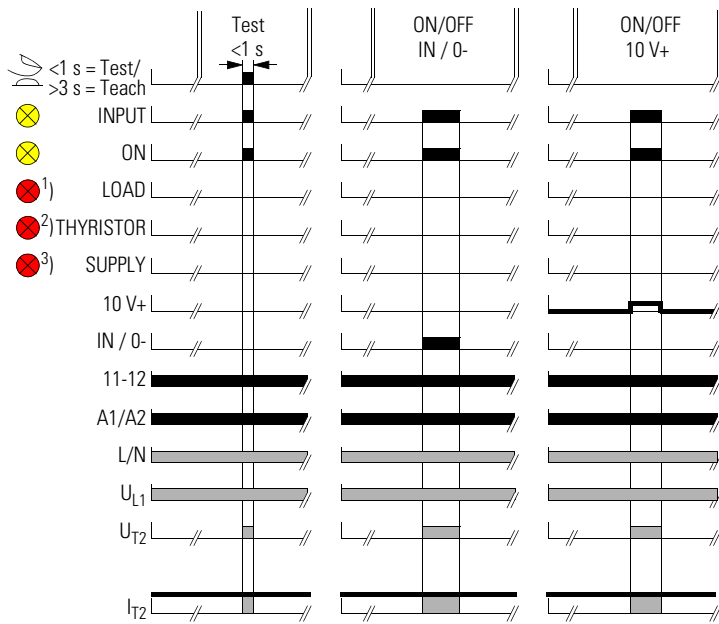 Test
<1 s
ON/OFF
IN / 0-
ON/OFF
10 V+
<1 s = Test/
>3 s = Teach
INPUT
ON
1) LOAD
2) THYRISTOR
3) SUPPLY
10 V+
IN / 0-
11-12
A1/A2
L/N
UL1
UT2
IT2